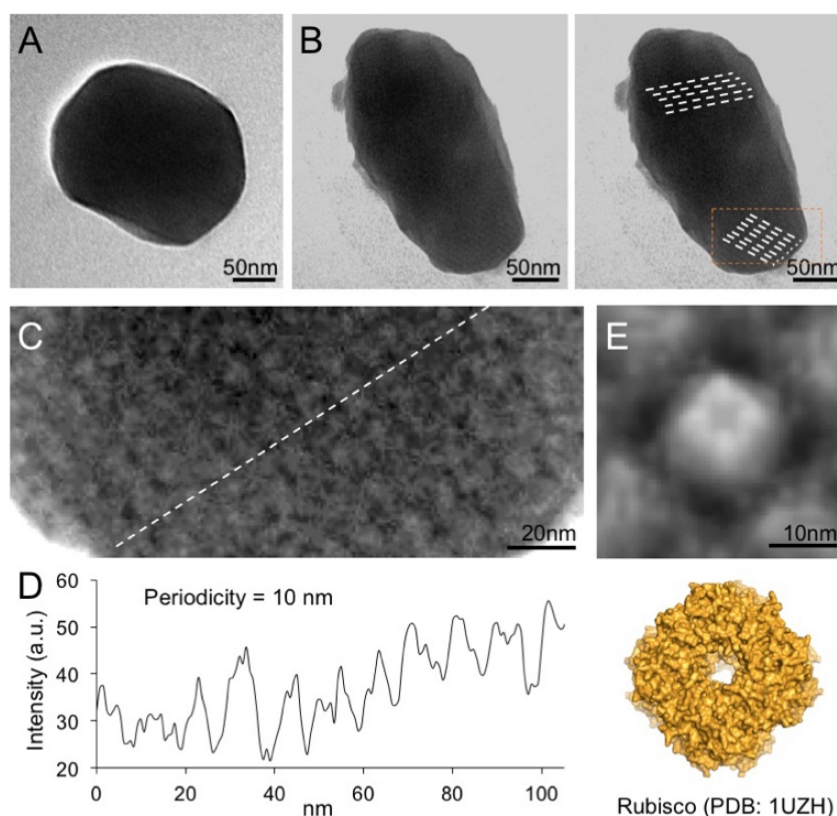 A
50nm
B
50nm
50nm
C
20nm
E
10nm
D
Periodicity = 10 nm
Intensity (a.u.)
60
50
40
30
20
0 20 40 60 80 100
nm
Rubisco (PDB: 1UZH)